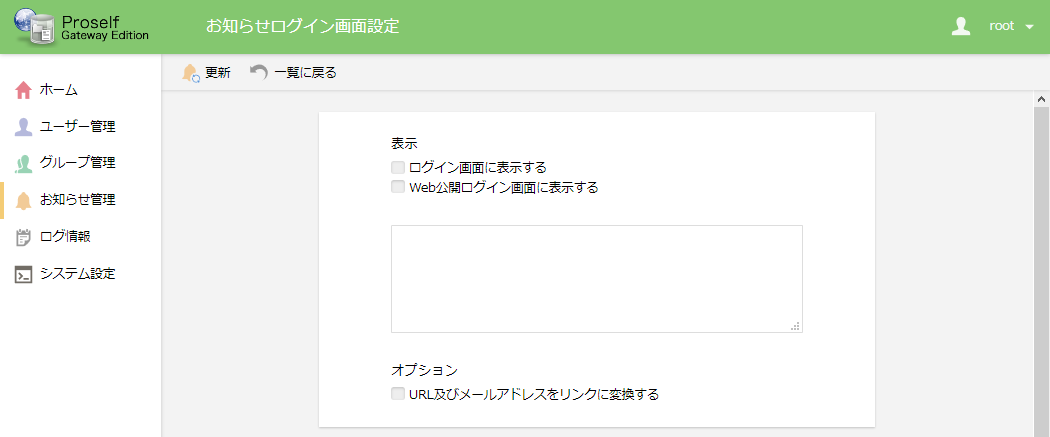 Proself
Gateway Edition
お知らせログイン画面設定
root
更新
一覧に戻る
ホーム
ユーザー管理
グループ管理
お知らせ管理
ログ情報
システム設定
表示
ログイン画面に表示する
Web公開ログイン画面に表示する
オプション
URL及びメールアドレスをリンクに変換する